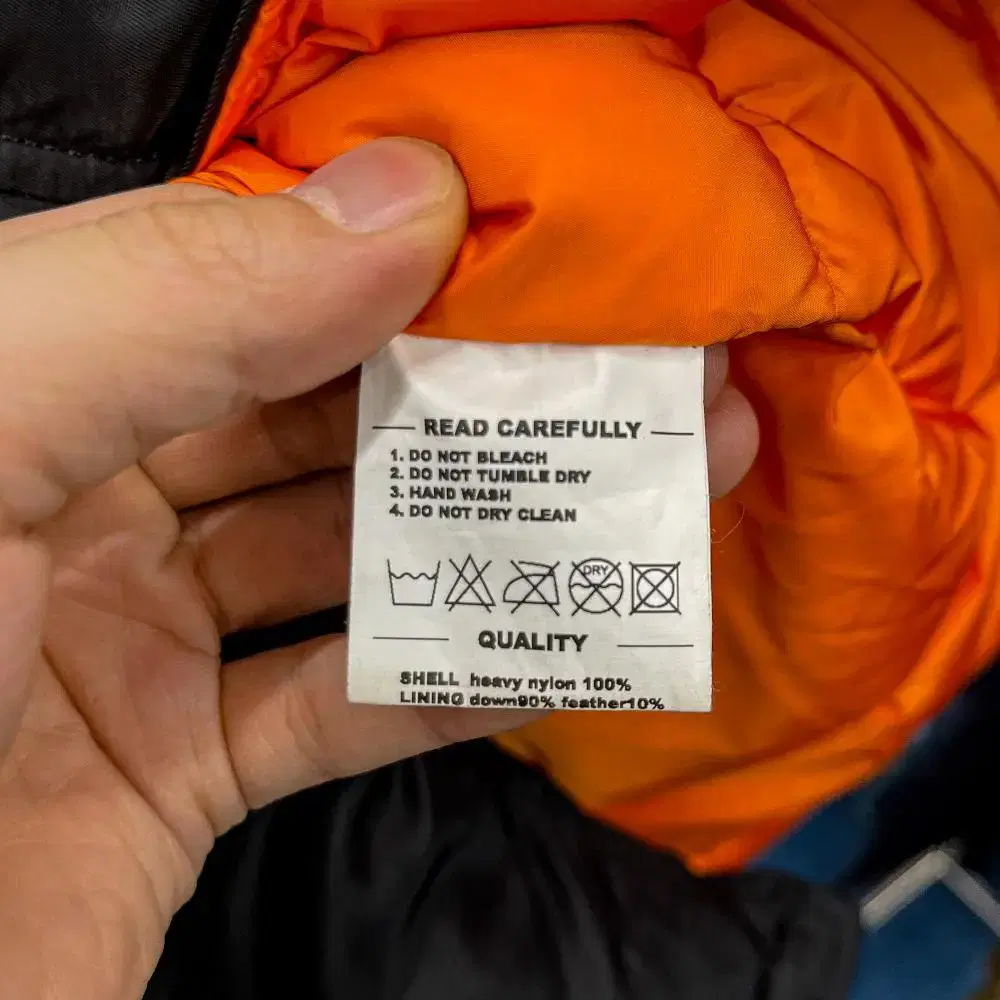 READ CAREFULLY
1. DO NOT BLEACH
2. DO NOT TUMBLE DRY
3. HAND WASH
4. DO NOT DRY CLEAN
DRY
QUALITY
SHELL heavy nylon 100%
LINING down90% feather10%